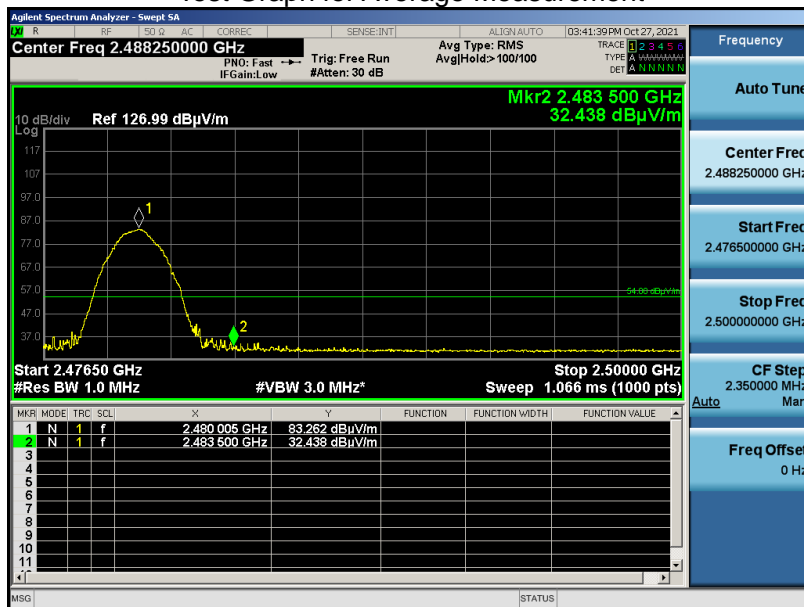 Test Graph for Average Measurement
Agilent Spectrum Analyzer - Swept SA
LXI R RF 50 Ω AC CORREC SENSE:INT ALIGN AUTO 03:41:39 PM Oct 27, 2021
Center Freq 2.488250000 GHz
PNO: Fast
IFGain:Low
Trig: Free Run
#Atten: 30 dB
Avg Type: RMS
Avg|Hold:>100/100
TRACE 1 2 3 4 5 6
TYPE A WWWWW
DET A N N N N N
Mkr2 2.483 500 GHz
32.438 dBµV/m
10 dB/div Ref 126.99 dBµV/m
Log
117
107
97.0
87.0
77.0
67.0
57.0
47.0
37.0
1
2
54.00 dBµV/m
Start 2.47650 GHz Stop 2.50000 GHz
#Res BW 1.0 MHz #VBW 3.0 MHz* Sweep 1.066 ms (1000 pts)
MKR MODE TRC SCL X Y FUNCTION FUNCTION WIDTH FUNCTION VALUE
1 N 1 f 2.480 005 GHz 83.262 dBµV/m
2 N 1 f 2.483 500 GHz 32.438 dBµV/m
3
4
5
6
7
8
9
10
11
MSG STATUS
Frequency
Auto Tune
Center Freq
2.488250000 GHz
Start Freq
2.476500000 GHz
Stop Freq
2.500000000 GHz
CF Step
2.350000 MHz
Auto Man
Freq Offset
0 Hz